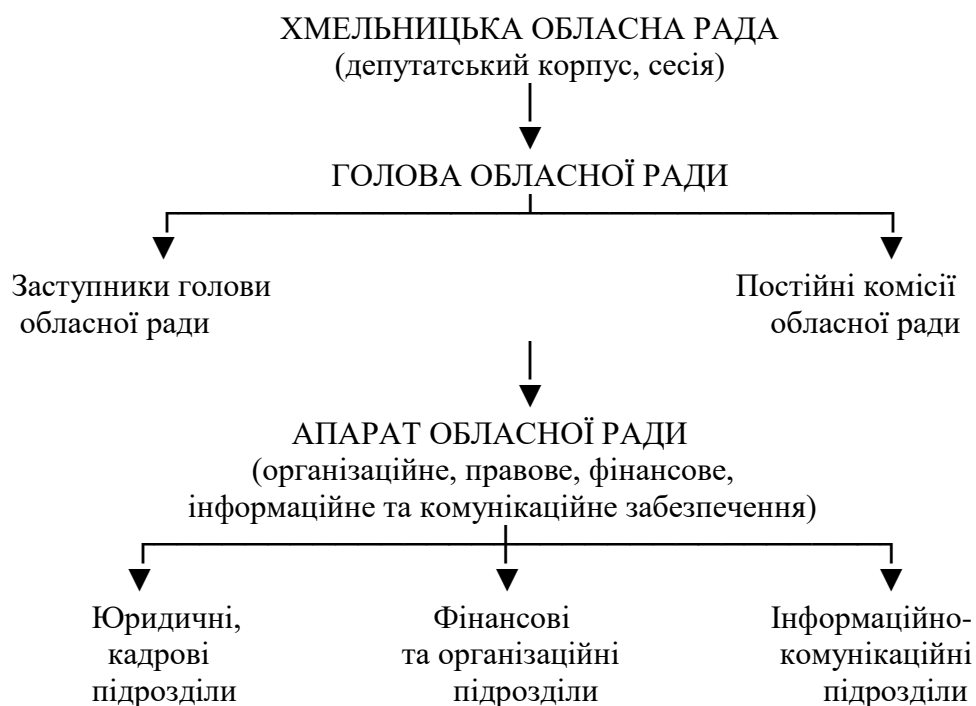 ХМЕЛЬНИЦЬКА ОБЛАСНА РАДА
(депутатський корпус, сесія)
ГОЛОВА ОБЛАСНОЇ РАДИ
Заступники голови
обласної ради
Постійні комісії
обласної ради
АПАРАТ ОБЛАСНОЇ РАДИ
(організаційне, правове, фінансове,
інформаційне та комунікаційне забезпечення)
Юридичні,
кадрові
підрозділи
Фінансові
та організаційні
підрозділи
Інформаційно-
комунікаційні
підрозділи